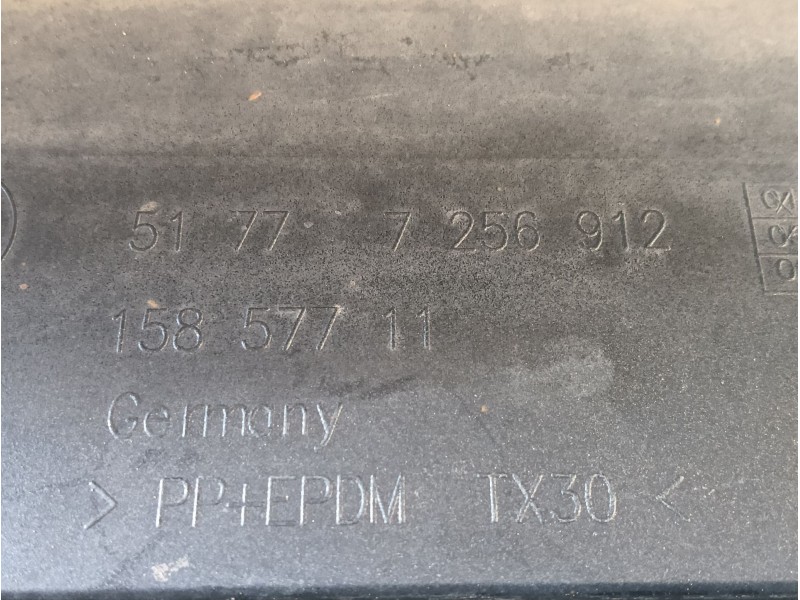 51 77 7 256 912
158 577 11
Germany
> PP+EPDM TX30 <